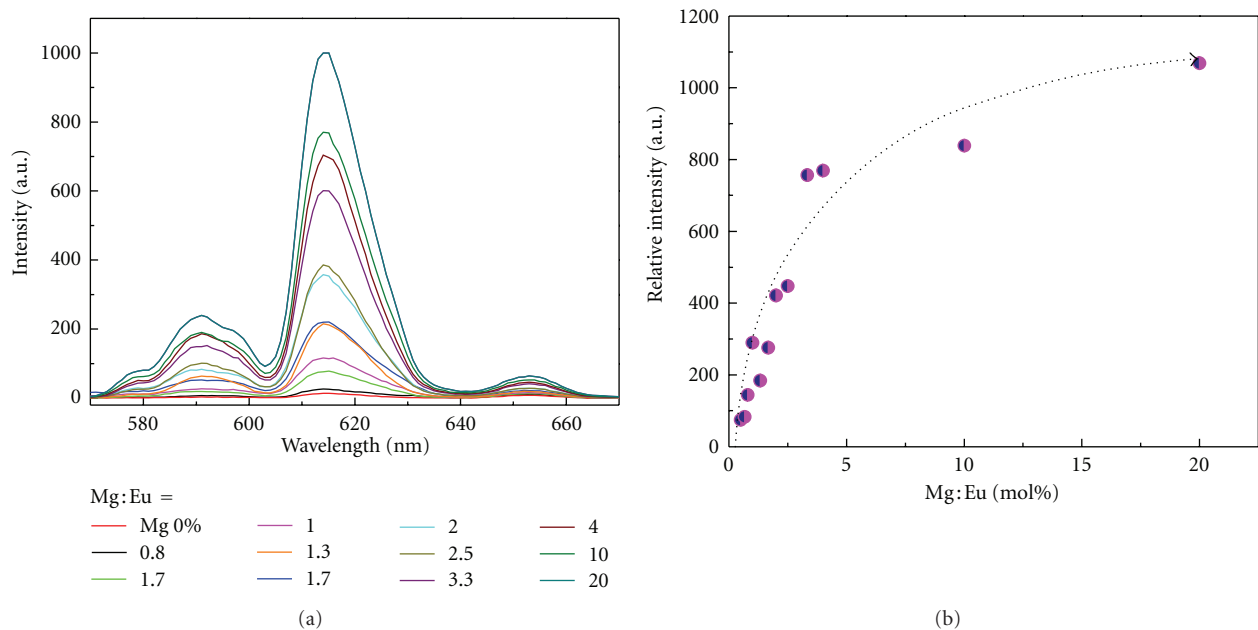 1000
800
600
400
200
0
Intensity (a.u.)
580 600 620 640 660
Wavelength (nm)
Mg:Eu =
Mg 0% 1 2 4
0.8 1.3 2.5 10
1.7 1.7 3.3 20
(a)
1200
1000
800
600
400
200
0
Relative intensity (a.u.)
0 5 10 15 20
Mg:Eu (mol%)
(b)